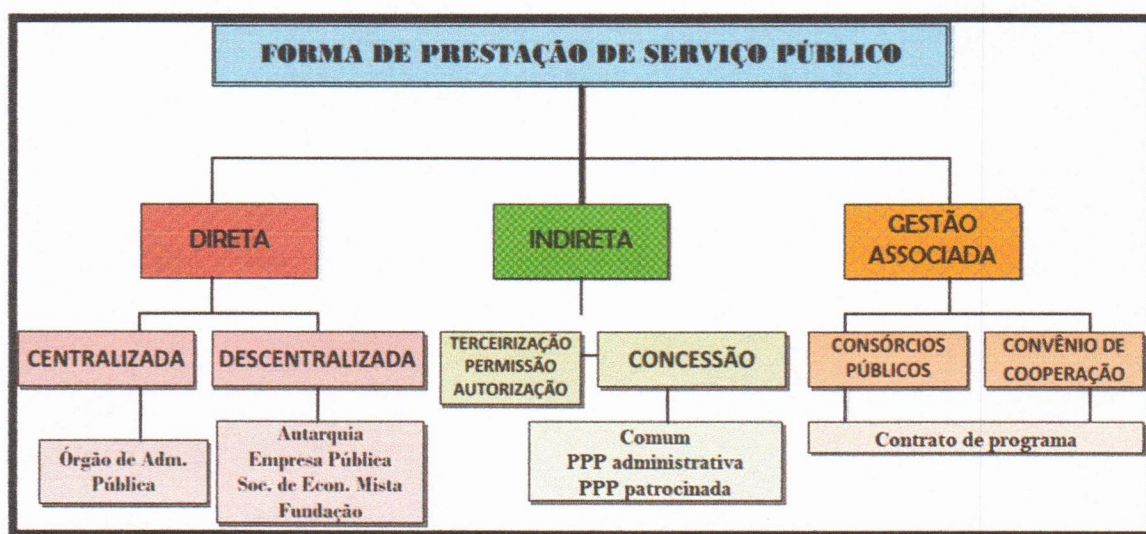 FORMA DE PRESTAÇÃO DE SERVIÇO PÚBLICO
DIRETA
INDIRETA
GESTÃO
ASSOCIADA
CENTRALIZADA
DESCENTRALIZADA
TERCEIRIZAÇÃO
PERMISSÃO
AUTORIZAÇÃO
CONCESSÃO
CONSÓRCIOS
PÚBLICOS
CONVÊNIO DE
COOPERAÇÃO
Órgão de Adm.
Pública
Autarquia
Empresa Pública
Soc. de Econ. Mista
Fundação
Comum
PPP administrativa
PPP patrocinada
Contrato de programa